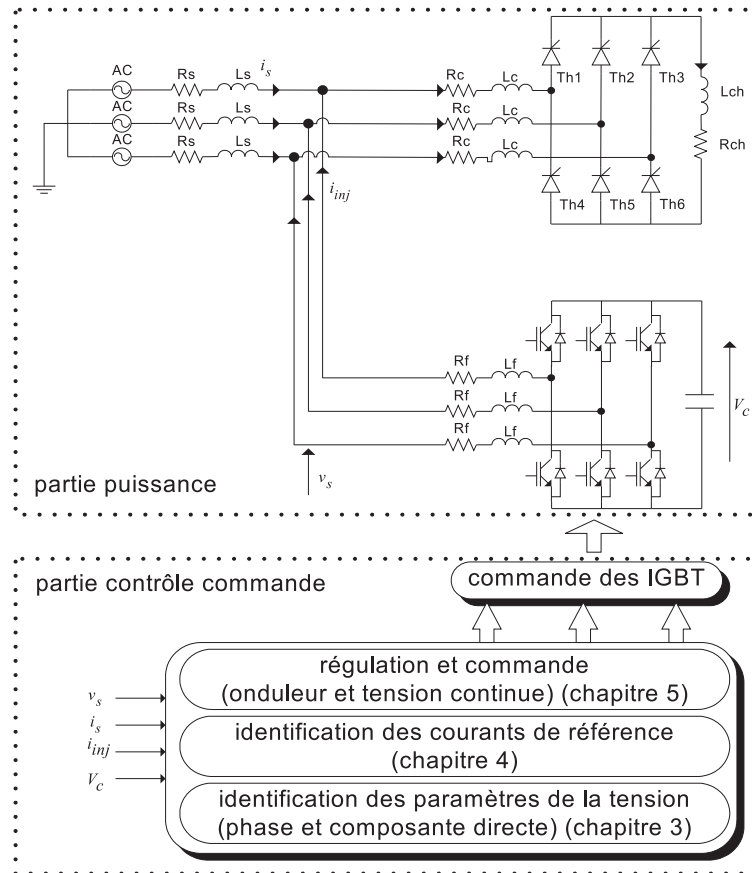 i_s
AC Rs Ls Rc Lc Th1 Th2 Th3
AC Rs Ls Rc Lc Lch
AC Rs Ls Rc Lc Rch
i_inj Th4 Th5 Th6
Rf Lf
Rf Lf V_c
Rf Lf
v_s
partie puissance
partie contrôle commande
commande des IGBT
régulation et commande
(onduleur et tension continue) (chapitre 5)
v_s
i_s
i_inj
V_c
identification des courants de référence
(chapitre 4)
identification des paramètres de la tension
(phase et composante directe) (chapitre 3)